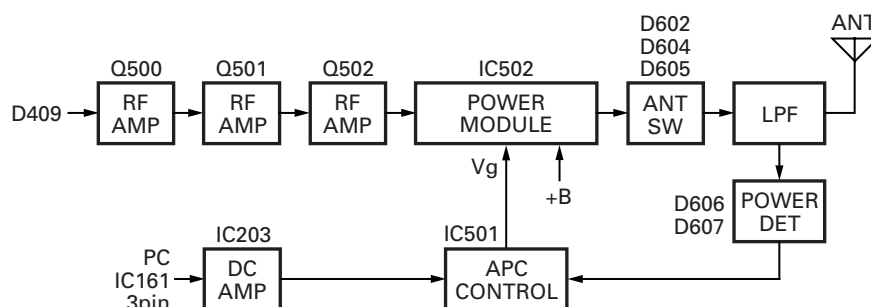 D602
D604
D605
ANT
Q500
Q501
Q502
IC502
D409
RF
AMP
RF
AMP
RF
AMP
POWER
MODULE
ANT
SW
LPF
Vg
+B
D606
D607
POWER
DET
IC203
IC501
PC
IC161
3pin
DC
AMP
APC
CONTROL